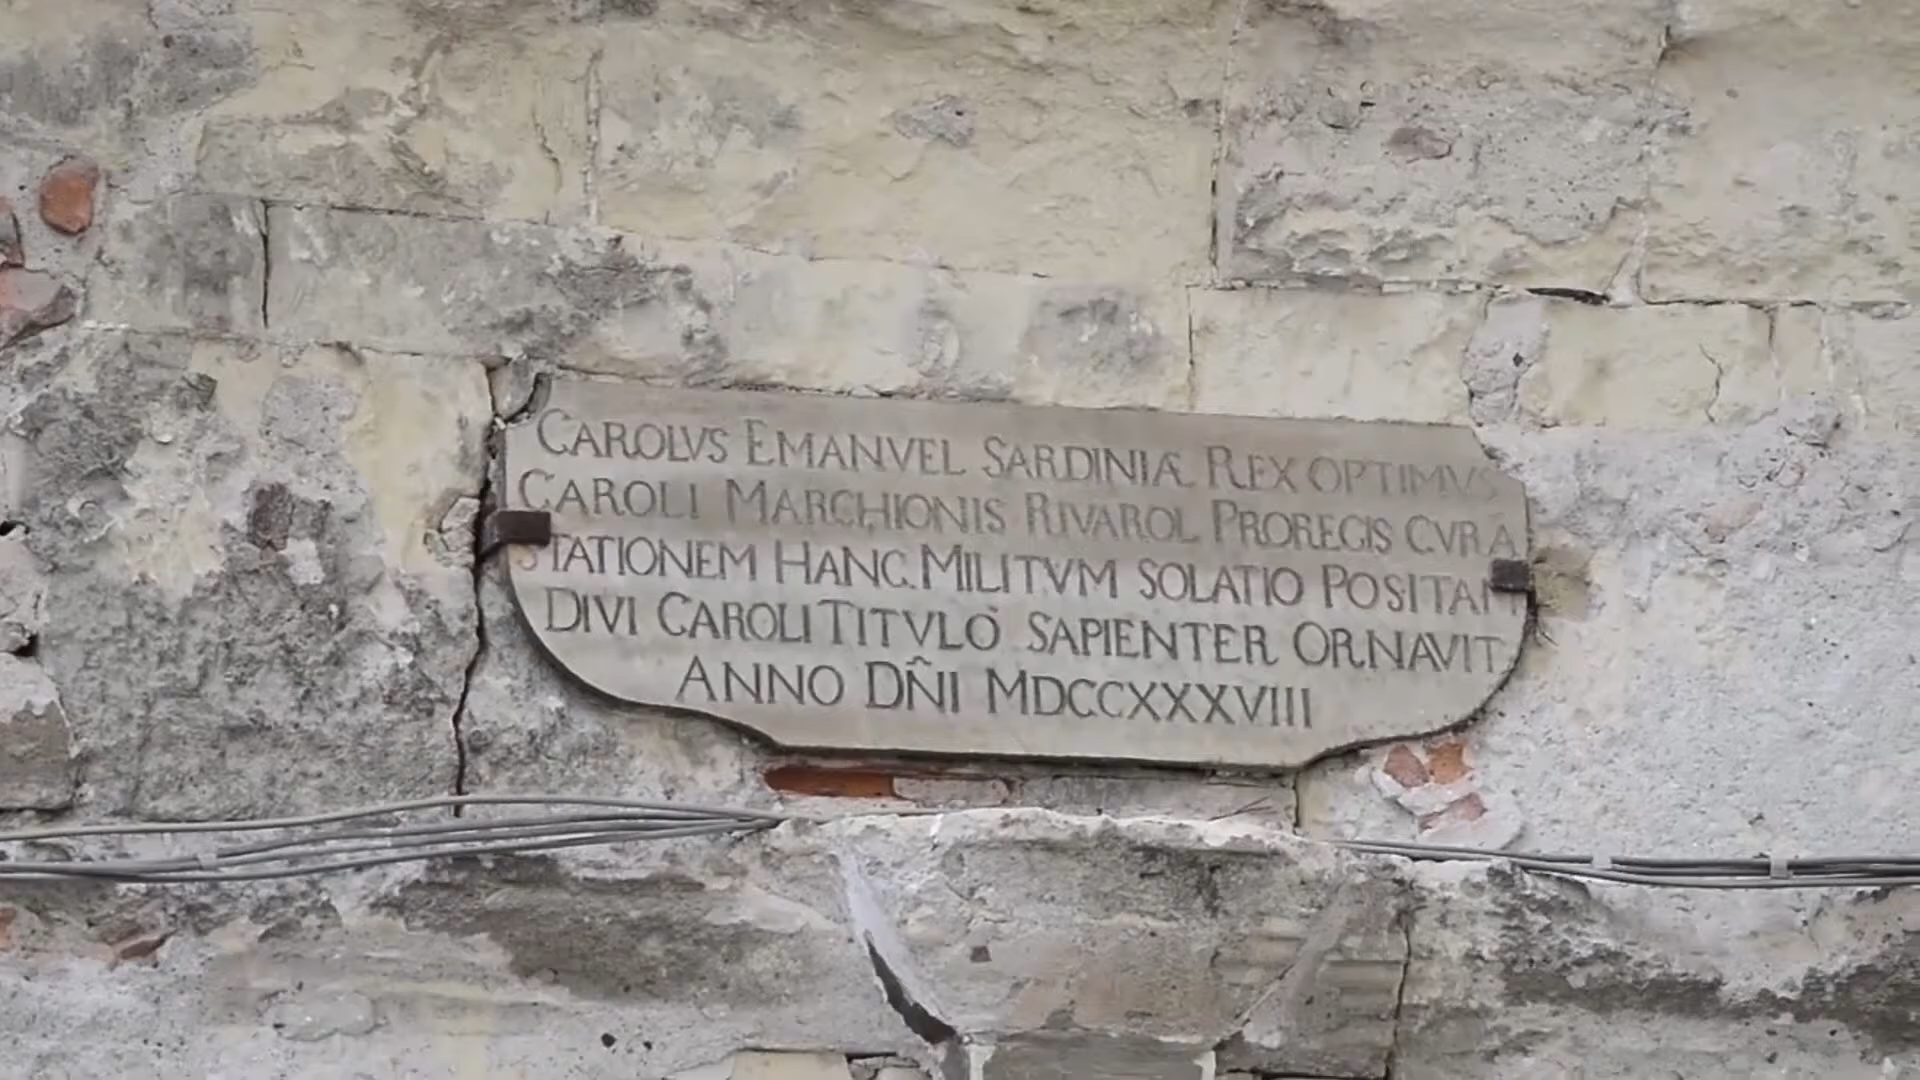 CAROLVS EMANVEL SARDINIÆ REX OPTIMVS
CAROLI MARCHIONIS RIVAROL PROREGIS CVRA
STATIONEM HANC MILITVM SOLATIO POSITAM
DIVI CAROLI TITVLO SAPIENTER ORNAVIT
ANNO DÑI MDCCXXXVIII